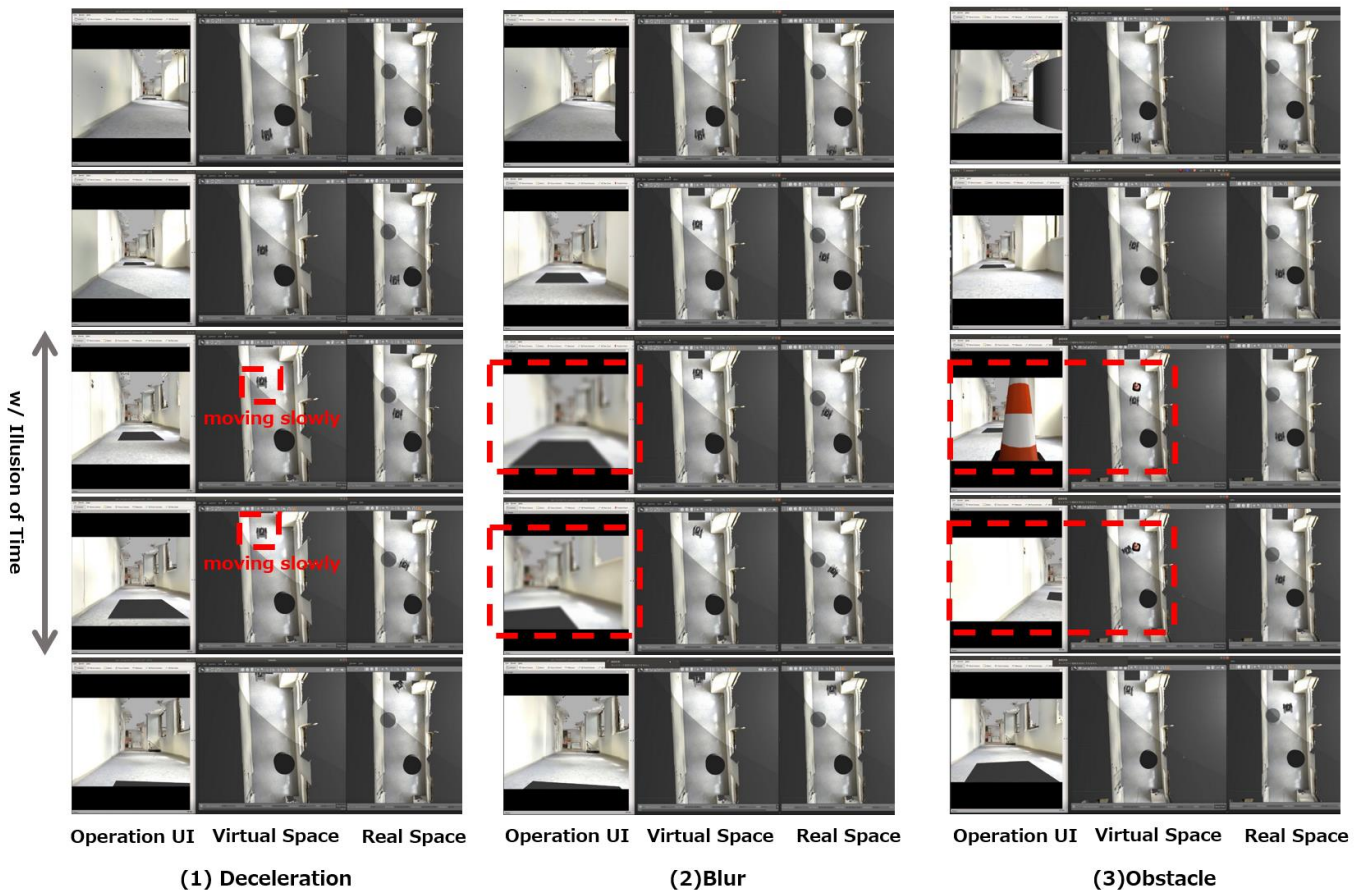 w/ Illusion of Time
moving slowly
moving slowly
Operation UI Virtual Space Real Space
Operation UI Virtual Space Real Space
Operation UI Virtual Space Real Space
(1) Deceleration
(2)Blur
(3)Obstacle